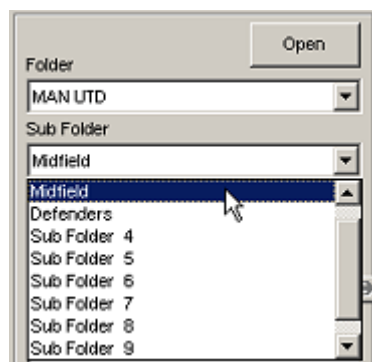 Open
Folder
MAN UTD
Sub Folder
Midfield
Midfield
Defenders
Sub Folder 4
Sub Folder 5
Sub Folder 6
Sub Folder 7
Sub Folder 8
Sub Folder 9